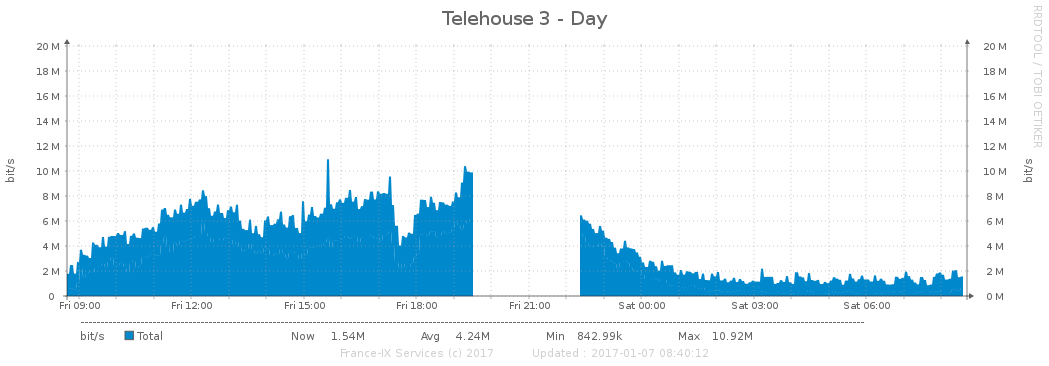 Telehouse 3 - Day
RRDTOOL / TOBI OETIKER
bit/s
20 M 20 M
18 M 18 M
16 M 16 M
14 M 14 M
12 M 12 M
10 M 10 M
8 M 8 M
6 M 6 M
4 M 4 M
2 M 2 M
0 0 M
bit/s
Fri 09:00 Fri 12:00 Fri 15:00 Fri 18:00 Fri 21:00 Sat 00:00 Sat 03:00 Sat 06:00
bit/s Total Now 1.54M Avg 4.24M Min 842.99k Max 10.92M
France-IX Services (c) 2017 Updated : 2017-01-07 08:40:12